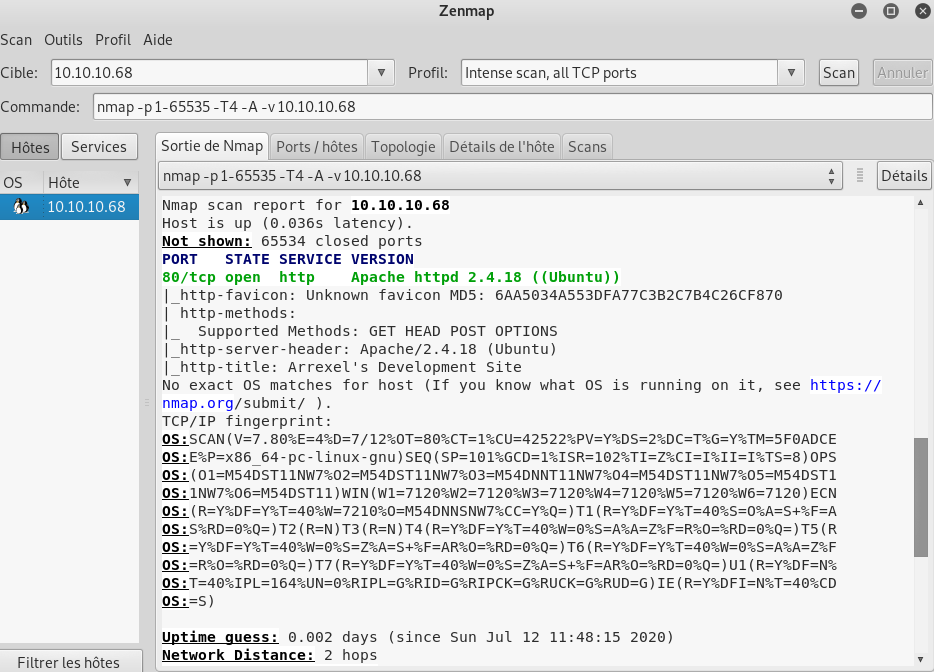 Zenmap
Scan Outils Profil Aide
Cible: 10.10.10.68 Profil: Intense scan, all TCP ports Scan Annuler
Commande: nmap -p 1-65535 -T4 -A -v 10.10.10.68
Hôtes Services Sortie de Nmap Ports / hôtes Topologie Détails de l'hôte Scans
OS Hôte nmap -p 1-65535 -T4 -A -v 10.10.10.68 Détails
10.10.10.68
Nmap scan report for 10.10.10.68
Host is up (0.036s latency).
Not shown: 65534 closed ports
PORT   STATE SERVICE VERSION
80/tcp open  http    Apache httpd 2.4.18 ((Ubuntu))
|_http-favicon: Unknown favicon MD5: 6AA5034A553DFA77C3B2C7B4C26CF870
| http-methods:
|_  Supported Methods: GET HEAD POST OPTIONS
|_http-server-header: Apache/2.4.18 (Ubuntu)
|_http-title: Arrexel's Development Site
No exact OS matches for host (If you know what OS is running on it, see https://
nmap.org/submit/ ).
TCP/IP fingerprint:
OS:SCAN(V=7.80%E=4%D=7/12%OT=80%CT=1%CU=42522%PV=Y%DS=2%DC=T%G=Y%TM=5F0ADCE
OS:E%P=x86_64-pc-linux-gnu)SEQ(SP=101%GCD=1%ISR=102%TI=Z%CI=I%II=I%TS=8)OPS
OS:(O1=M54DST11NW7%O2=M54DST11NW7%O3=M54DNNT11NW7%O4=M54DST11NW7%O5=M54DST1
OS:1NW7%O6=M54DST11)WIN(W1=7120%W2=7120%W3=7120%W4=7120%W5=7120%W6=7120)ECN
OS:(R=Y%DF=Y%T=40%W=7210%O=M54DNNSNW7%CC=Y%Q=)T1(R=Y%DF=Y%T=40%S=O%A=S+%F=A
OS:S%RD=0%Q=)T2(R=N)T3(R=N)T4(R=Y%DF=Y%T=40%W=0%S=A%A=Z%F=R%O=%RD=0%Q=)T5(R
OS:=Y%DF=Y%T=40%W=0%S=Z%A=S+%F=AR%O=%RD=0%Q=)T6(R=Y%DF=Y%T=40%W=0%S=A%A=Z%F
OS:=R%O=%RD=0%Q=)T7(R=Y%DF=Y%T=40%W=0%S=Z%A=S+%F=AR%O=%RD=0%Q=)U1(R=Y%DF=N%
OS:T=40%IPL=164%UN=0%RIPL=G%RID=G%RIPCK=G%RUCK=G%RUD=G)IE(R=Y%DFI=N%T=40%CD
OS:=S)
Uptime guess: 0.002 days (since Sun Jul 12 11:48:15 2020)
Network Distance: 2 hops
Filtrer les hôtes